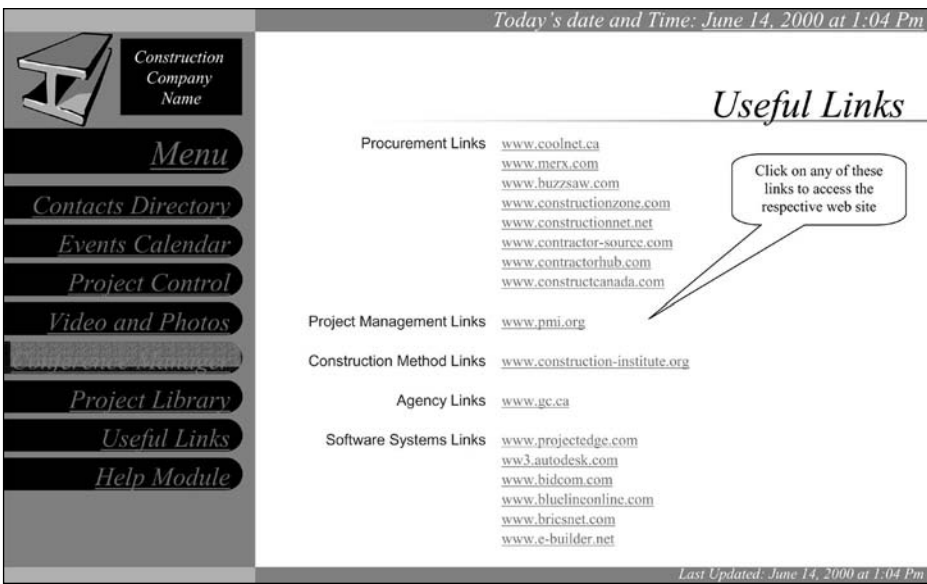 Today's date and Time: June 14, 2000 at 1:04 Pm
Construction
Company
Name
Menu
Contacts Directory
Events Calendar
Project Control
Video and Photos
Conference Manager
Project Library
Useful Links
Help Module
Useful Links
Procurement Links www.coolnet.ca
www.merx.com
www.buzzsaw.com
www.constructionzone.com
www.constructionnet.net
www.contractor-source.com
www.contractorhub.com
www.constructcanada.com
Click on any of these
links to access the
respective web site
Project Management Links www.pmi.org
Construction Method Links www.construction-institute.org
Agency Links www.gc.ca
Software Systems Links www.projectedge.com
ww3.autodesk.com
www.bidcom.com
www.bluelineonline.com
www.bricsnet.com
www.e-builder.net
Last Updated: June 14, 2000 at 1:04 Pm